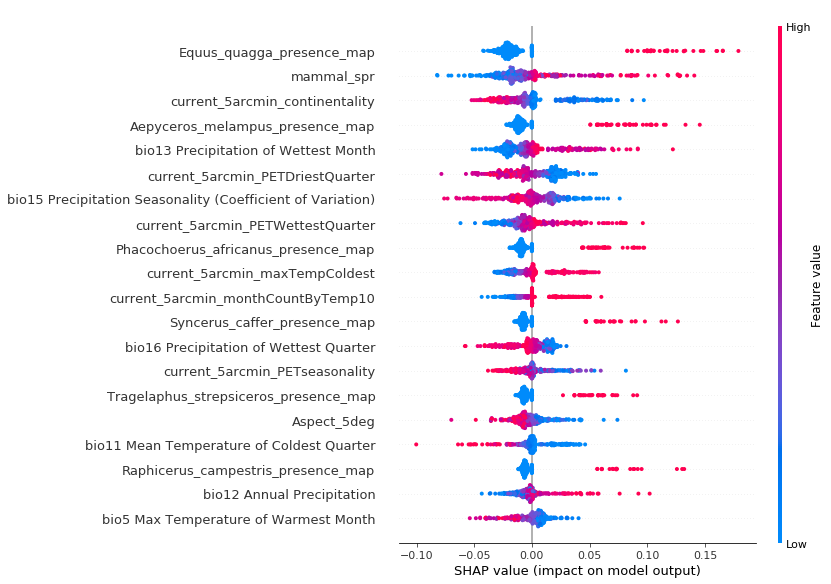 High
Equus_quagga_presence_map
mammal_spr
current_5arcmin_continentality
Aepyceros_melampus_presence_map
bio13 Precipitation of Wettest Month
current_5arcmin_PETDriestQuarter
bio15 Precipitation Seasonality (Coefficient of Variation)
current_5arcmin_PETWettestQuarter
Phacochoerus_africanus_presence_map
current_5arcmin_maxTempColdest
current_5arcmin_monthCountByTemp10
Syncerus_caffer_presence_map
bio16 Precipitation of Wettest Quarter
current_5arcmin_PETseasonality
Tragelaphus_strepsiceros_presence_map
Aspect_5deg
bio11 Mean Temperature of Coldest Quarter
Raphicerus_campestris_presence_map
bio12 Annual Precipitation
bio5 Max Temperature of Warmest Month
Feature value
Low
−0.10 −0.05 0.00 0.05 0.10 0.15
SHAP value (impact on model output)